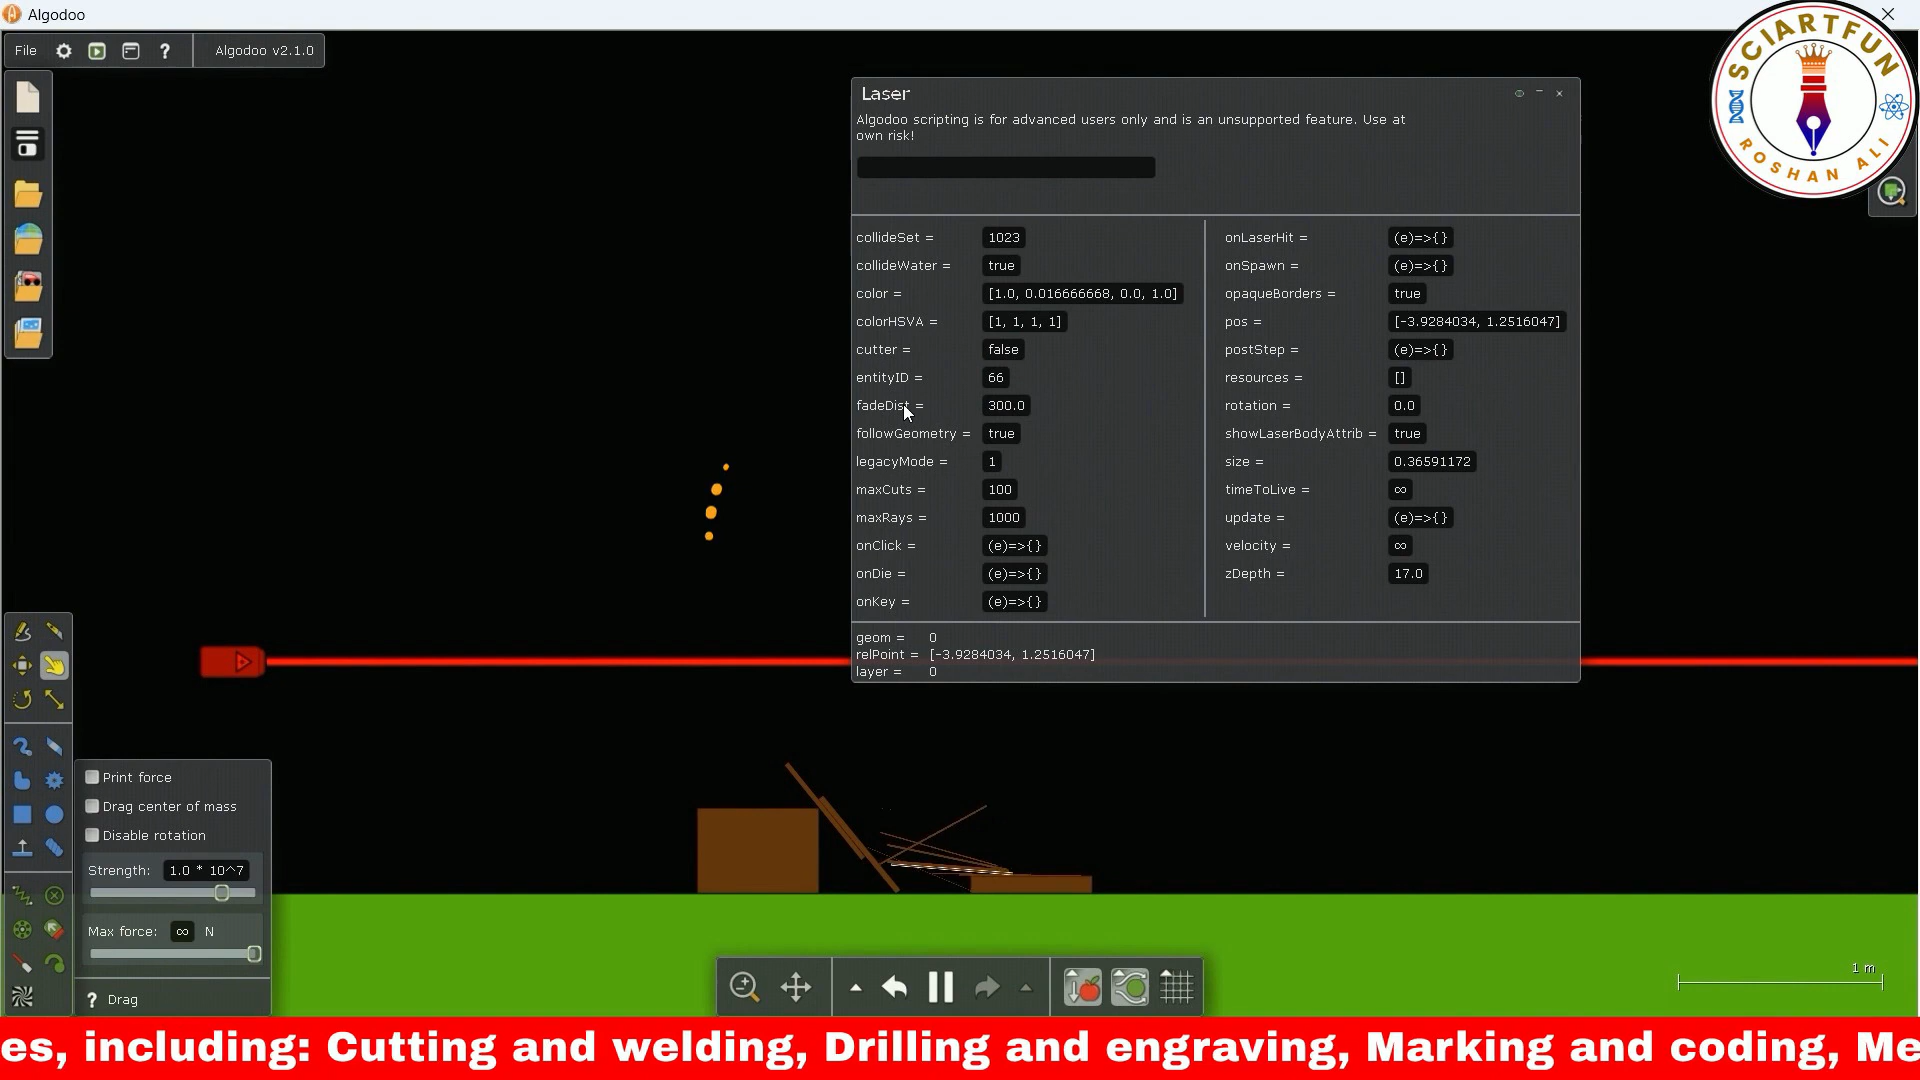 Algodoo
File
Algodoo v2.1.0
SCIARTFUN
ROSHAN ALI
Laser
Algodoo scripting is for advanced users only and is an unsupported feature. Use at
own risk!
collideSet = 1023
collideWater = true
color = [1.0, 0.016666668, 0.0, 1.0]
colorHSVA = [1, 1, 1, 1]
cutter = false
entityID = 66
fadeDist = 300.0
followGeometry = true
legacyMode = 1
maxCuts = 100
maxRays = 1000
onClick = (e)=>{}
onDie = (e)=>{}
onKey = (e)=>{}
onLaserHit = (e)=>{}
onSpawn = (e)=>{}
opaqueBorders = true
pos = [-3.9284034, 1.2516047]
postStep = (e)=>{}
resources = []
rotation = 0.0
showLaserBodyAttrib = true
size = 0.36591172
timeToLive = ∞
update = (e)=>{}
velocity = ∞
zDepth = 17.0
geom = 0
relPoint = [-3.9284034, 1.2516047]
layer = 0
Print force
Drag center of mass
Disable rotation
Strength: 1.0 * 10^7
Max force: ∞ N
? Drag
1 m
es, including: Cutting and welding, Drilling and engraving, Marking and coding, Me